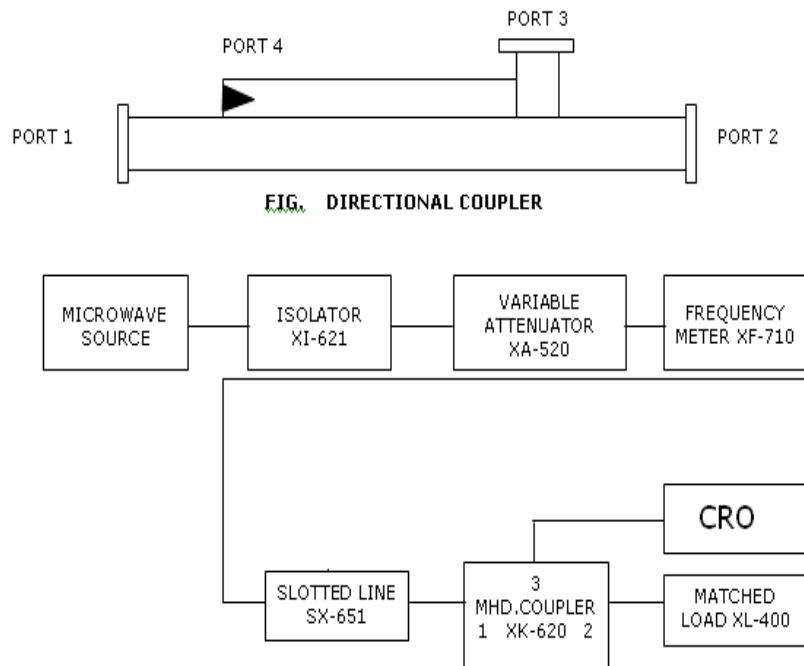 PORT 3
PORT 4
PORT 1
PORT 2
FIG. DIRECTIONAL COUPLER
MICROWAVE
SOURCE
ISOLATOR
XI-621
VARIABLE
ATTENUATOR
XA-520
FREQUENCY
METER XF-710
CRO
SLOTTED LINE
SX-651
3
MHD.COUPLER
1 XK-620 2
MATCHED
LOAD XL-400